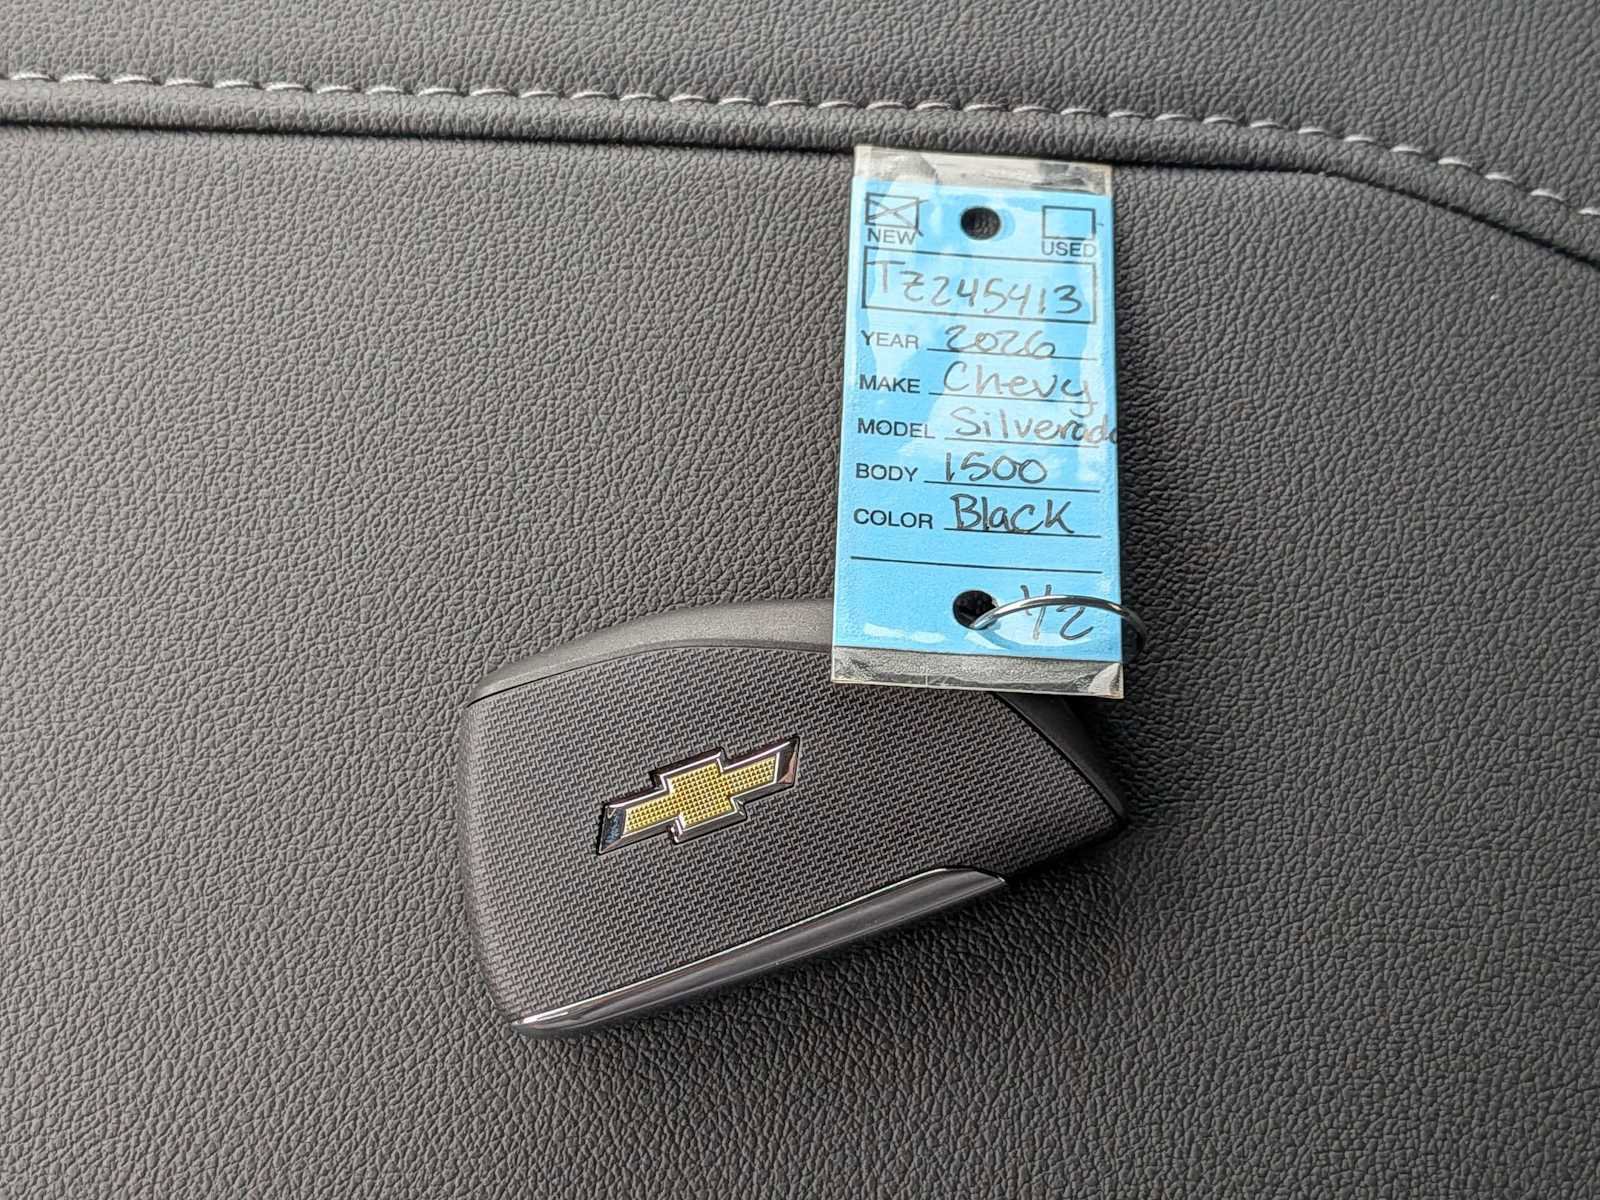 NEW USED
TZ245413
YEAR 2026
MAKE Chevy
MODEL Silverado
BODY 1500
COLOR Black
1/2